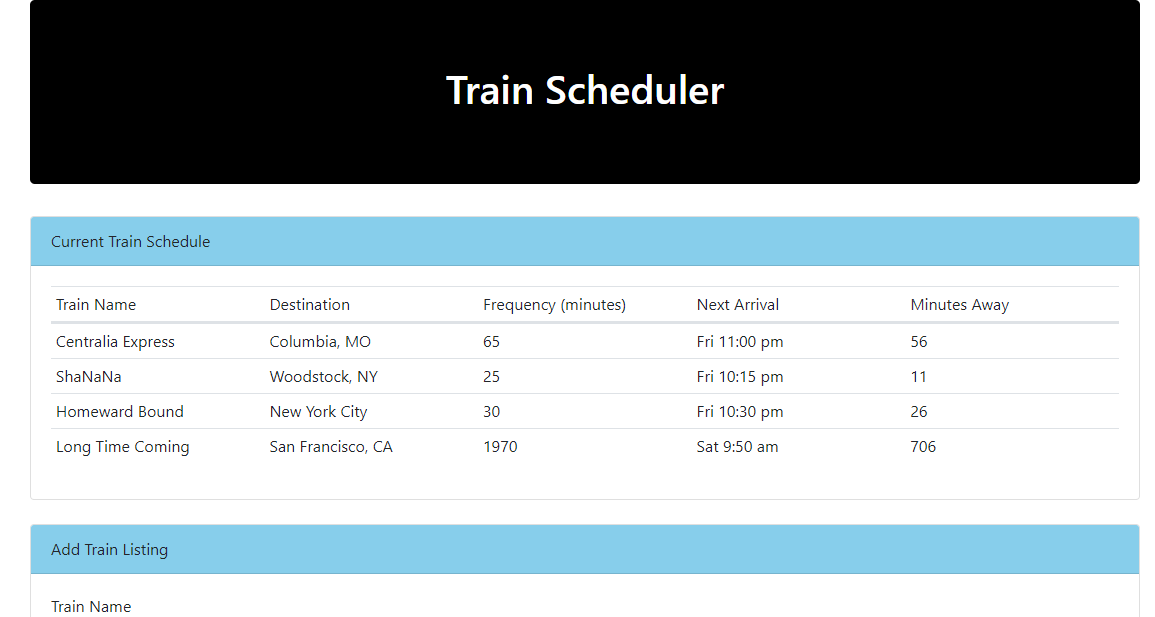 Train Scheduler
Current Train Schedule
Train Name Destination Frequency (minutes) Next Arrival Minutes Away
Centralia Express Columbia, MO 65 Fri 11:00 pm 56
ShaNaNa Woodstock, NY 25 Fri 10:15 pm 11
Homeward Bound New York City 30 Fri 10:30 pm 26
Long Time Coming San Francisco, CA 1970 Sat 9:50 am 706
Add Train Listing
Train Name